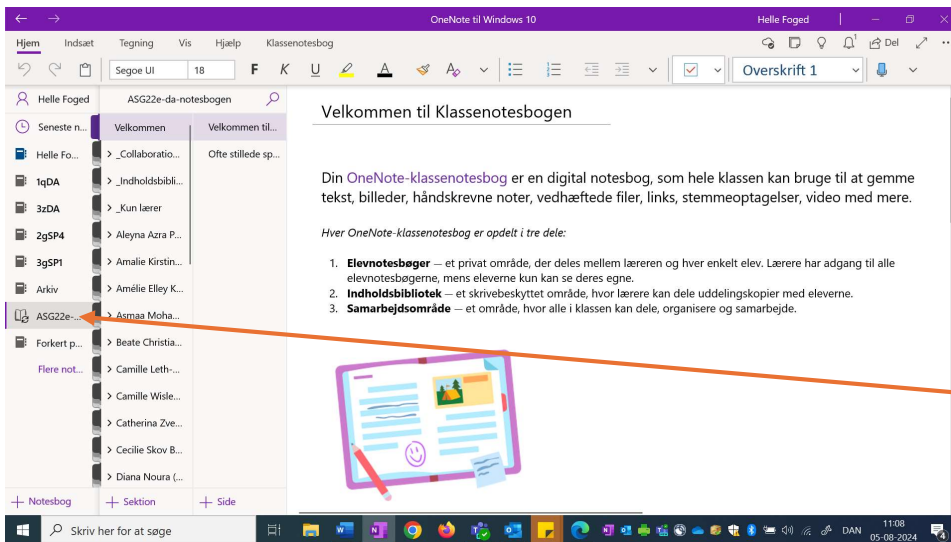 OneNote til Windows 10
Helle Foged
Hjem Indsæt Tegning Vis Hjælp Klassenotesbog
1 Del
Segoe UI 18 F K U A A Overskrift 1
Helle Foged
Seneste n...
Helle Fo...
1qDA
3zDA
2gSP4
3gSP1
Arkiv
ASG22e-...
Forkert p...
Flere not...
+ Notesbog
ASG22e-da-notesbogen
Velkommen
> _Collaboratio...
> _Indholdsbibli...
> _Kun lærer
> Aleyna Azra P...
> Amalie Kirstin...
> Amélie Elley K...
> Asmaa Moha...
> Beate Christia...
> Camille Leth-...
> Camille Wisle...
> Catherina Zve...
> Cecilie Skov B...
> Diana Noura (...
+ Sektion
Velkommen til...
Ofte stillede sp...
+ Side
Velkommen til Klassenotesbogen
Din OneNote-klassenotesbog er en digital notesbog, som hele klassen kan bruge til at gemme
tekst, billeder, håndskrevne noter, vedhæftede filer, links, stemmeoptagelser, video med mere.
Hver OneNote-klassenotesbog er opdelt i tre dele:
1. Elevnotesbøger — et privat område, der deles mellem læreren og hver enkelt elev. Lærere har adgang til alle
elevnotesbøgerne, mens eleverne kun kan se deres egne.
2. Indholdsbibliotek — et skrivebeskyttet område, hvor lærere kan dele uddelingskopier med eleverne.
3. Samarbejdsområde — et område, hvor alle i klassen kan dele, organisere og samarbejde.
Skriv her for at søge
DAN
11:08
05-08-2024